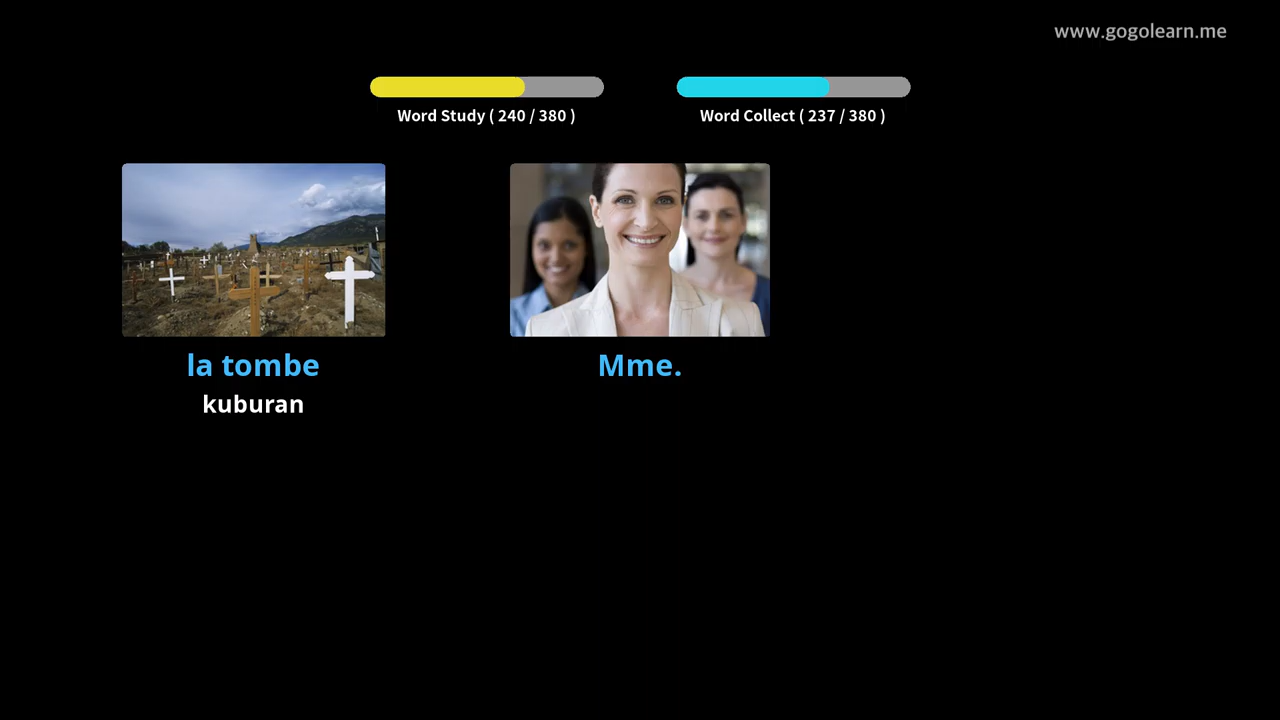 www.gogolearn.me
Word Study ( 240 / 380 )
Word Collect ( 237 / 380 )
la tombe
kuburan
Mme.